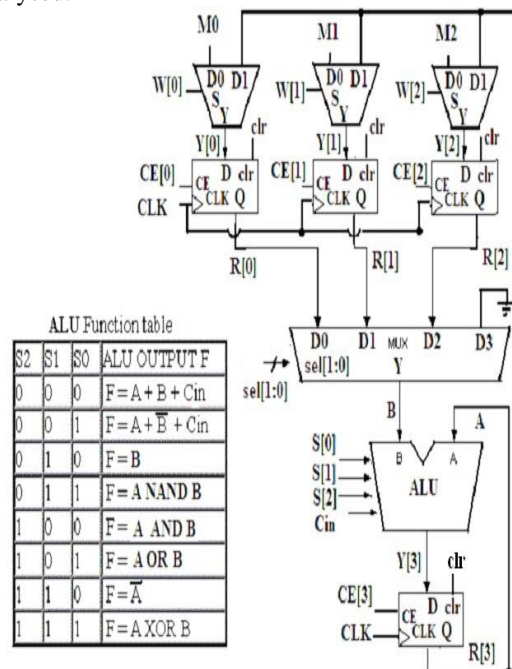 M0 M1 M2
D0 D1 D0 D1 D0 D1
W[0] S W[1] S W[2] S
Y Y Y
Y[0] clr Y[1] clr Y[2] clr
CE[0] D clr CE[1] D clr CE[2] D clr
CE CE CE
CLK CLK Q CLK Q CLK Q
R[0] R[1] R[2]
D0 D1 MUX D2 D3
sel[1:0] Y
sel[1:0]
B A
S[0]
S[1] B A
S[2] ALU
Cin
Y[3] clr
CE[3] D clr
CE
CLK CLK Q
R[3]
ALU Function table
S2 S1 S0 ALU OUTPUT F
0 0 0 F = A + B + Cin
0 0 1 F = A + B̅ + Cin
0 1 0 F = B
0 1 1 F = A NAND B
1 0 0 F = A AND B
1 0 1 F = A OR B
1 1 0 F = A̅
1 1 1 F = A XOR B